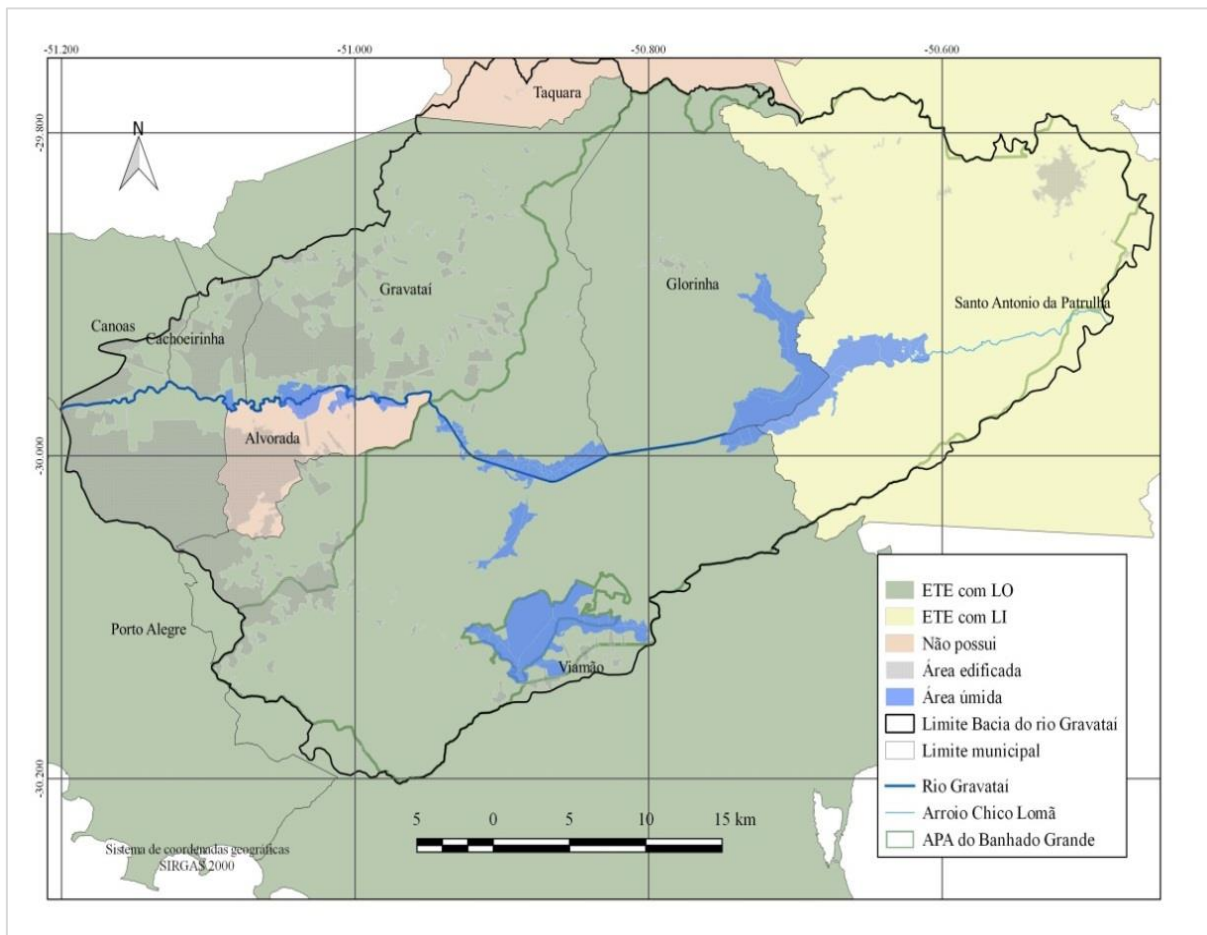 -51.200
-51.000
-50.800
-50.600
-29.800
-30.000
-30.200
N
Taquara
Gravataí
Glorinha
Santo Antonio da Patrulha
Canoas
Cachoeirinha
Alvorada
Porto Alegre
Viamão
ETE com LO
ETE com LI
Não possui
Área edificada
Área úmida
Limite Bacia do rio Gravataí
Limite municipal
Rio Gravataí
Arroio Chico Lomã
APA do Banhado Grande
5 0 5 10 15 km
Sistema de coordenadas geográficas
SIRGAS 2000